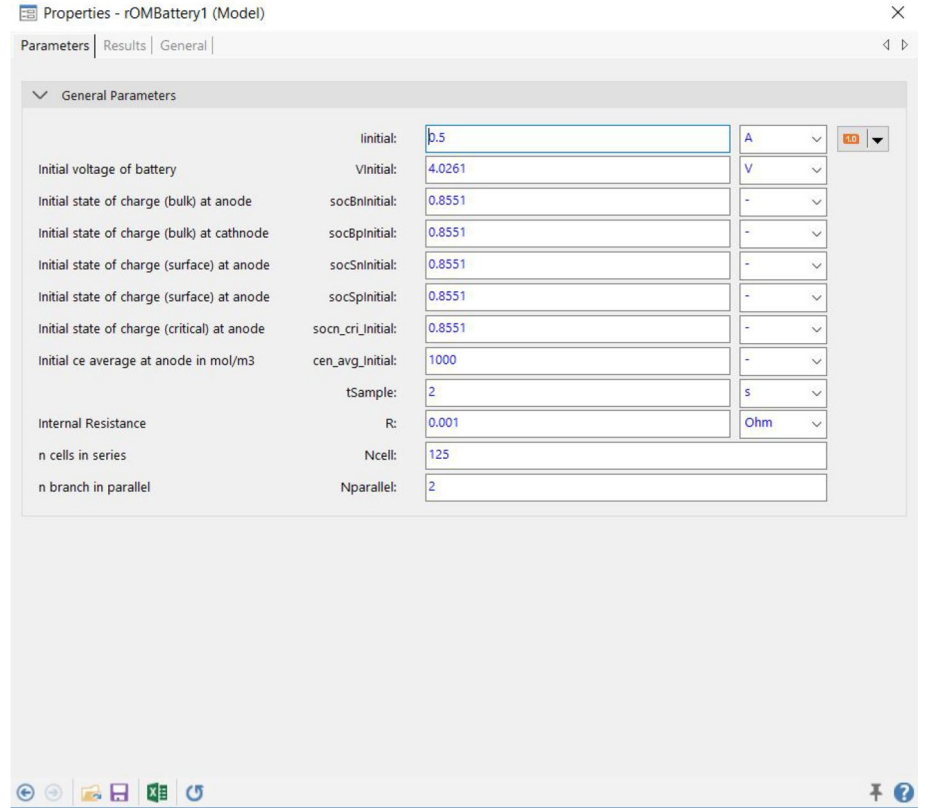 Properties - rOMBattery1 (Model)
Parameters Results General
General Parameters
Iinitial: 0.5 A 1.0
Initial voltage of battery VInitial: 4.0261 V
Initial state of charge (bulk) at anode socBnInitial: 0.8551 -
Initial state of charge (bulk) at cathnode socBpInitial: 0.8551 -
Initial state of charge (surface) at anode socSnInitial: 0.8551 -
Initial state of charge (surface) at anode socSpInitial: 0.8551 -
Initial state of charge (critical) at anode socn_cri_Initial: 0.8551 -
Initial ce average at anode in mol/m3 cen_avg_Initial: 1000 -
tSample: 2 s
Internal Resistance R: 0.001 Ohm
n cells in series Ncell: 125
n branch in parallel Nparallel: 2